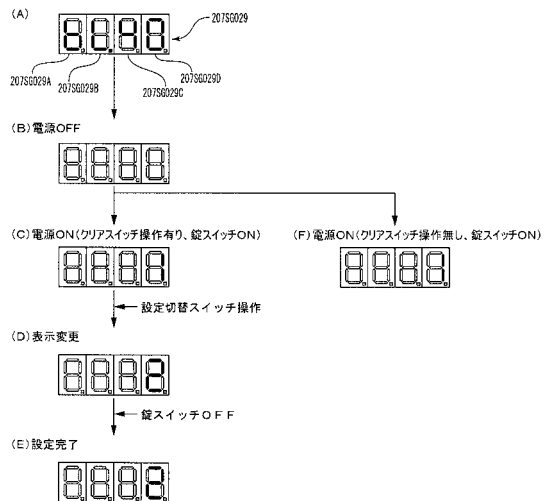 (A)
207SG029
207SG029A 207SG029B 207SG029C 207SG029D
(B)電源OFF
(C)電源ON(クリアスイッチ操作有り、錠スイッチON)
(F)電源ON(クリアスイッチ操作無し、錠スイッチON)
1
1
設定切替スイッチ操作
(D)表示変更
2
錠スイッチOFF
(E)設定完了
2